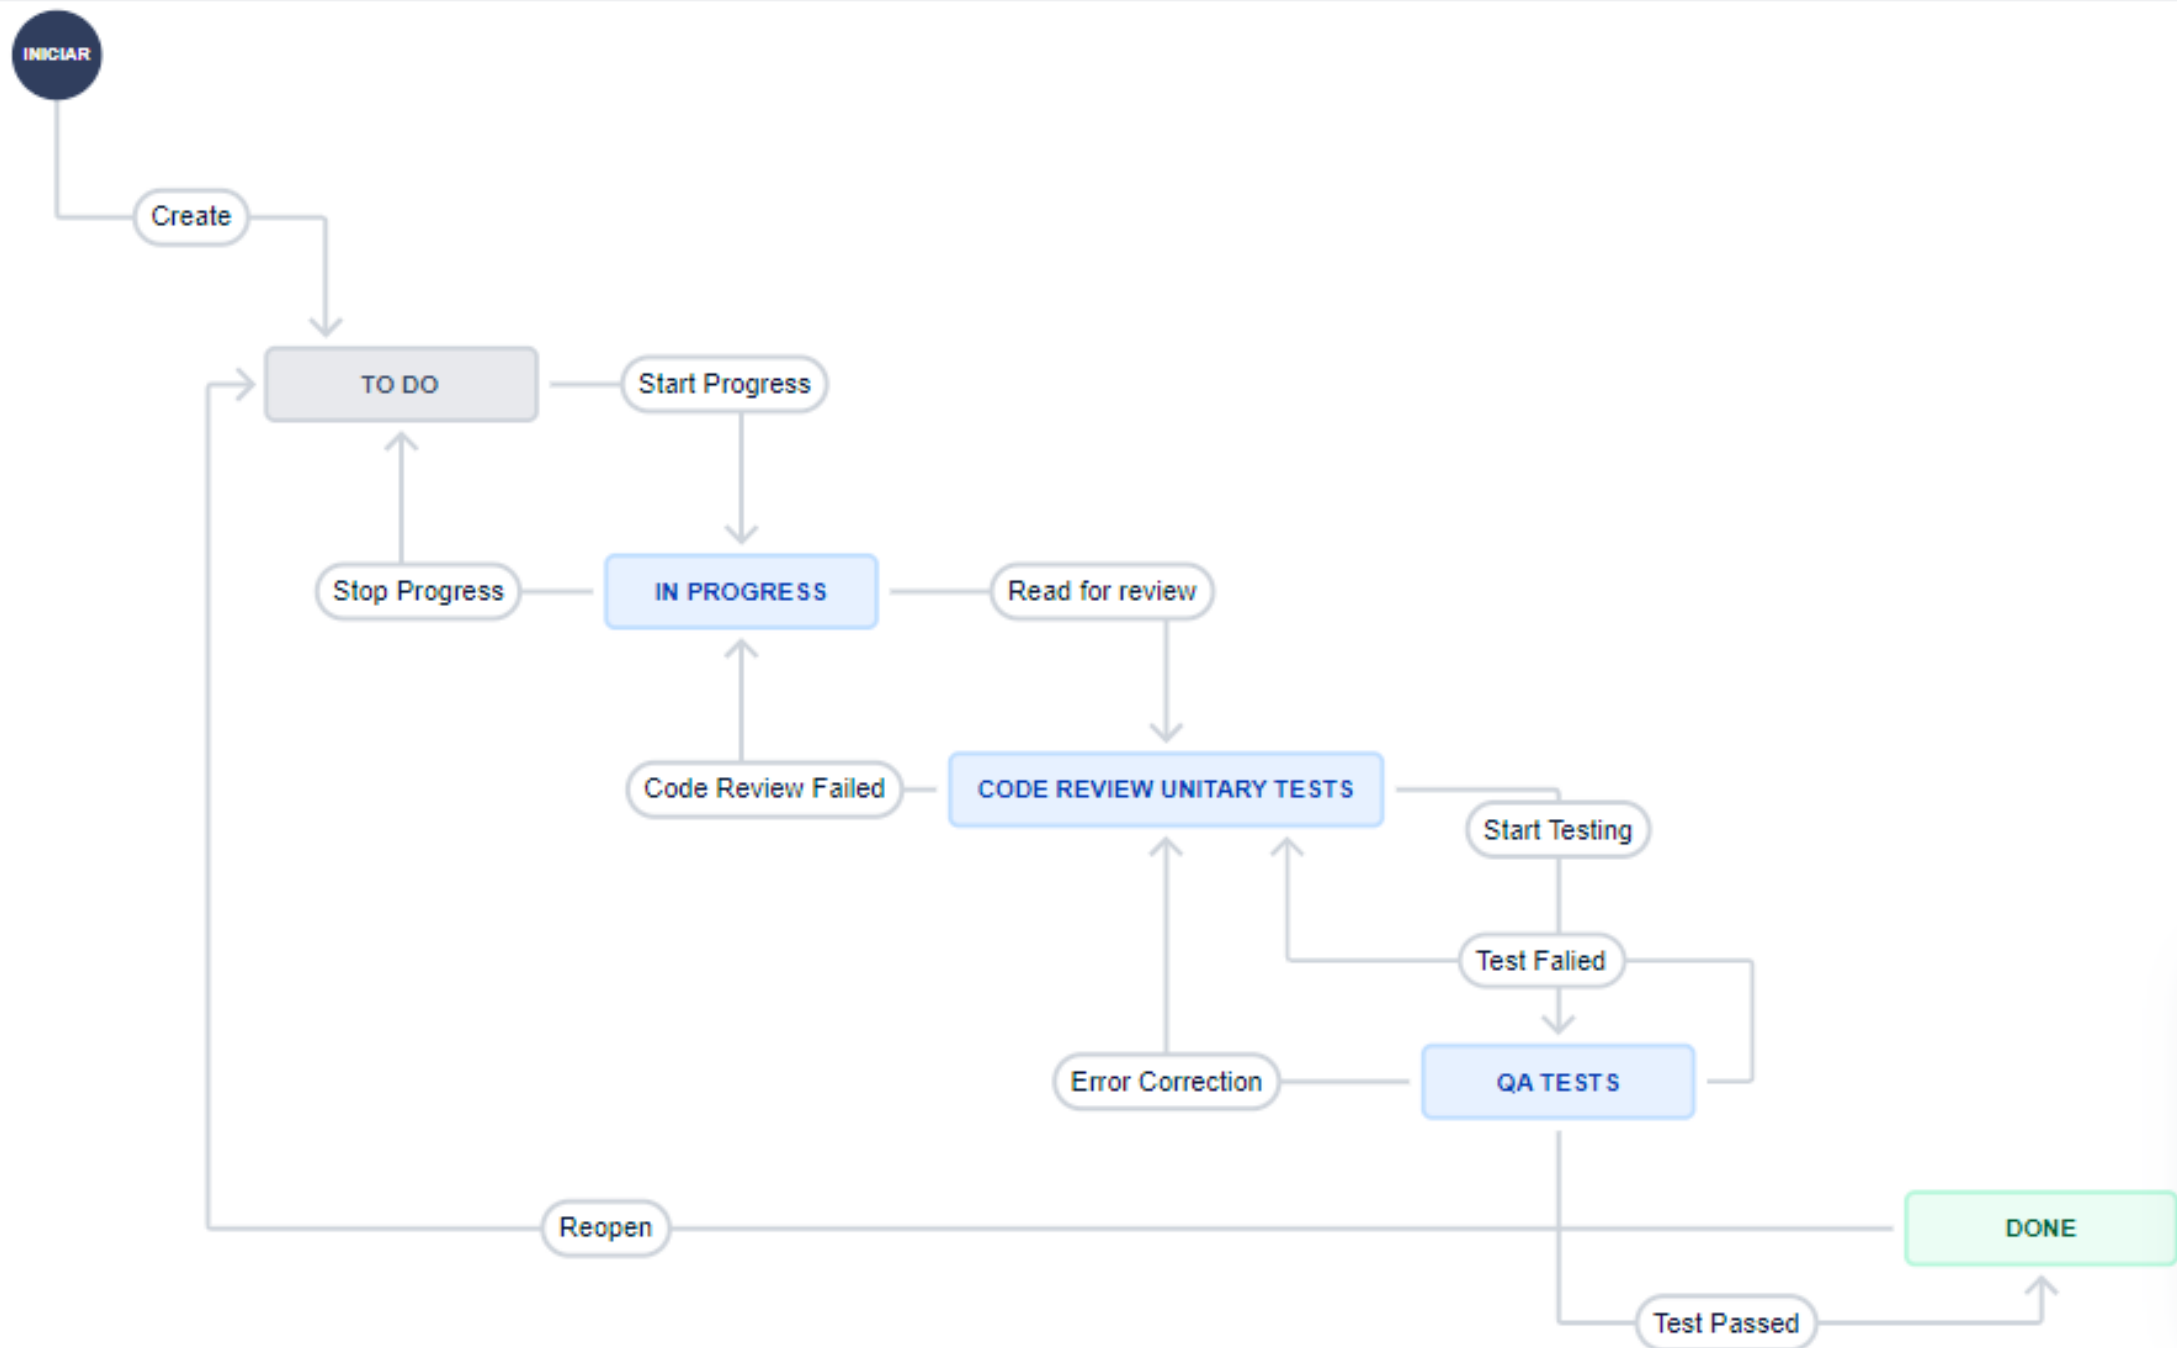 INICIAR
Create
TO DO
Start Progress
Stop Progress
IN PROGRESS
Read for review
Code Review Failed
CODE REVIEW UNITARY TESTS
Start Testing
Test Falied
Error Correction
QA TESTS
Reopen
DONE
Test Passed